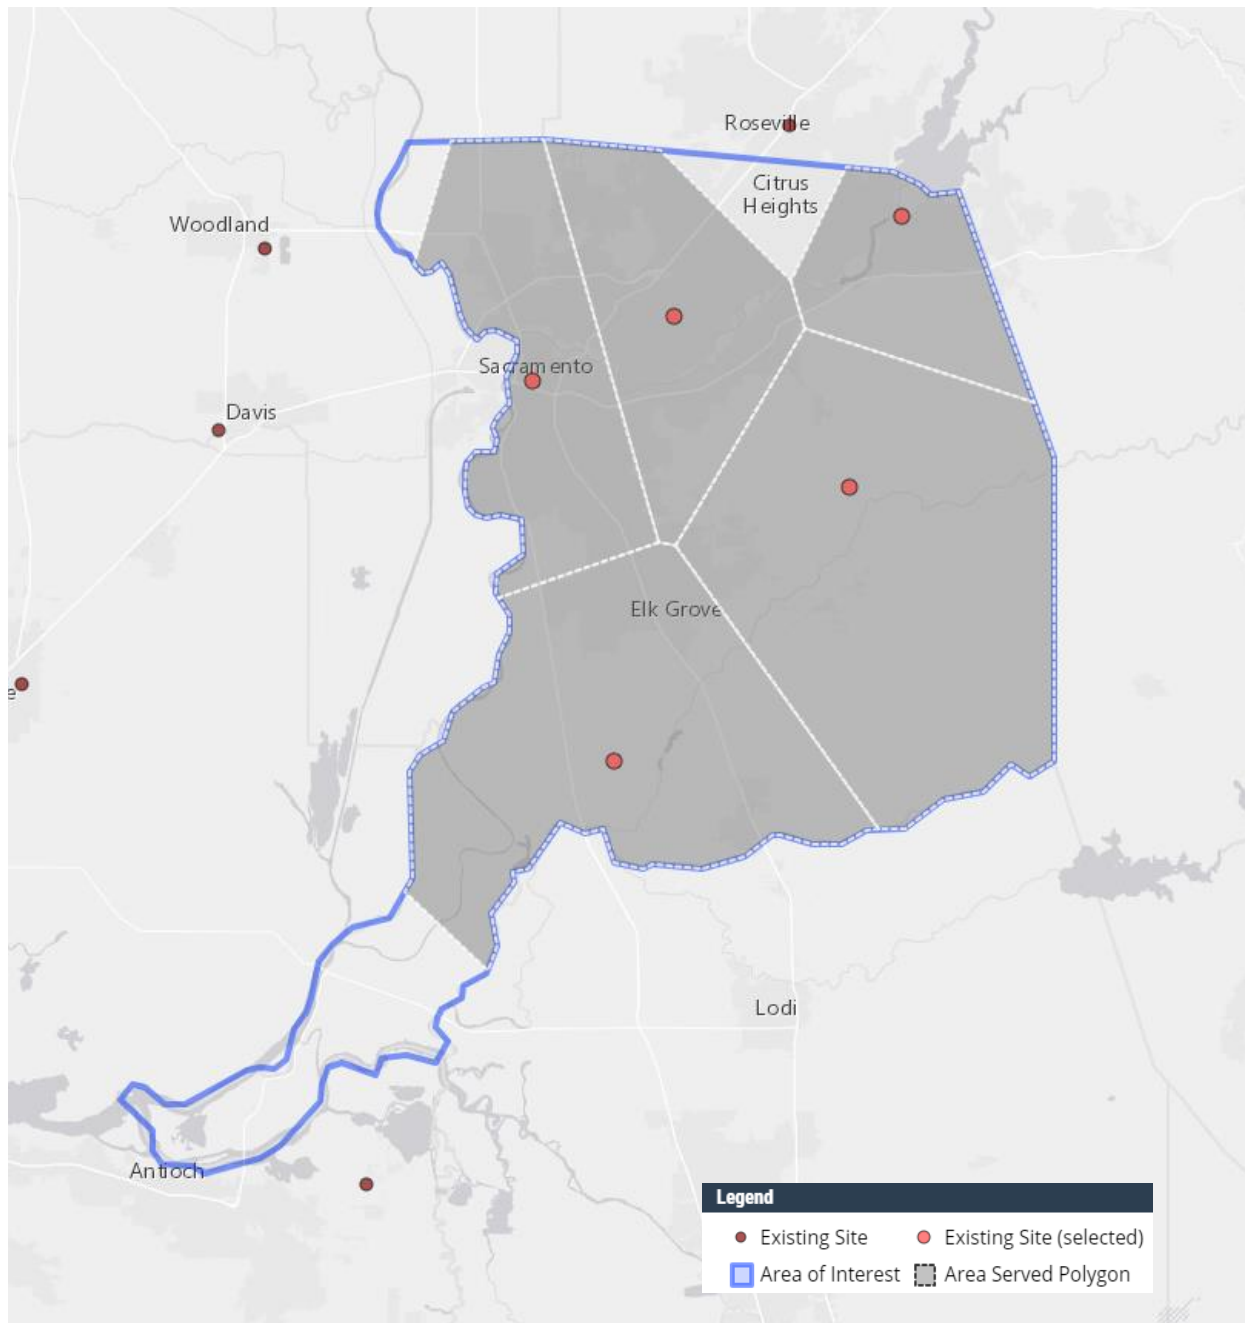 Roseville
Citrus
Heights
Woodland
Sacramento
Davis
Elk Grove
e
Lodi
Antioch
Legend
Existing Site
Existing Site (selected)
Area of Interest
Area Served Polygon